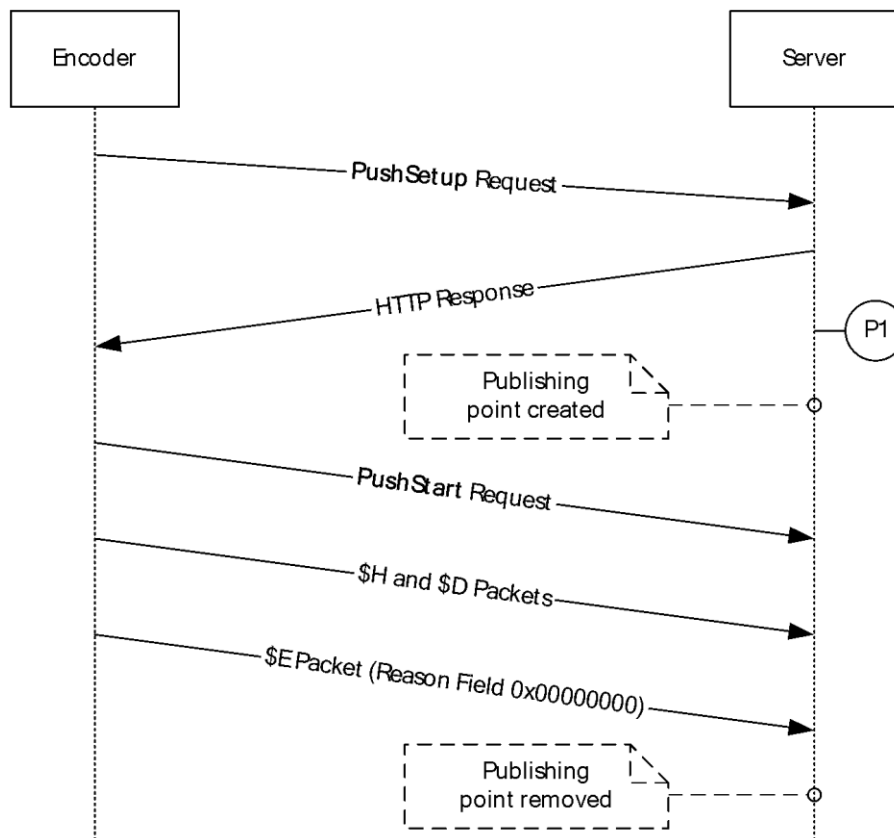 Encoder
Server
PushSetup Request
HTTP Response
P1
Publishing
point created
PushStart Request
$H and $D Packets
$E Packet (Reason Field 0x00000000)
Publishing
point removed